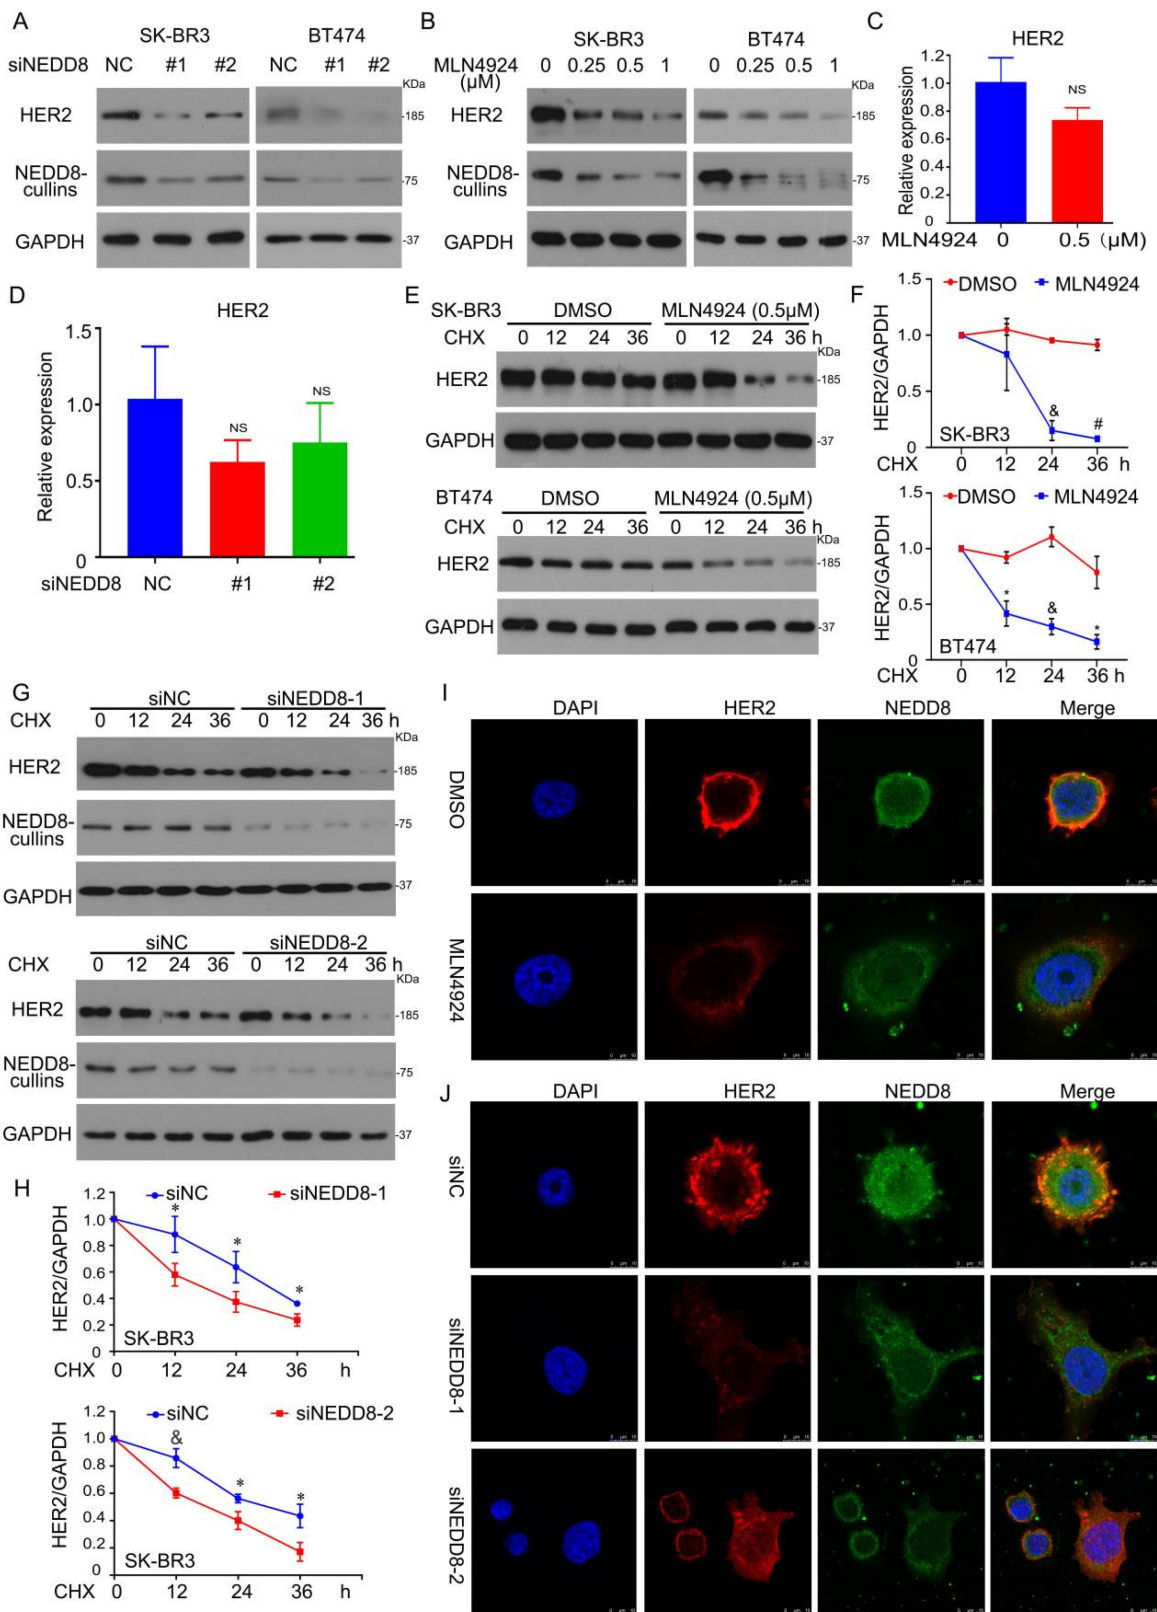 A
SK-BR3 BT474
siNEDD8 NC #1 #2 NC #1 #2
KDa
HER2 -185
NEDD8-
cullins -75
GAPDH -37
B
SK-BR3 BT474
MLN4924 0 0.25 0.5 1 0 0.25 0.5 1
(μM) KDa
HER2 -185
NEDD8-
cullins -75
GAPDH -37
C
HER2
Relative expression
1.2
1.0
0.8
0.6
0.4
0.2
0
NS
MLN4924 0 0.5 (μM)
D
HER2
Relative expression
1.5
1.0
0.5
0
NS NS
siNEDD8 NC #1 #2
E
SK-BR3 DMSO MLN4924 (0.5μM)
CHX 0 12 24 36 0 12 24 36 h
KDa
HER2 -185
GAPDH -37
BT474 DMSO MLN4924 (0.5μM)
CHX 0 12 24 36 0 12 24 36 h
KDa
HER2 -185
GAPDH -37
F
DMSO MLN4924
HER2/GAPDH
1.5
1.0
0.5
0
& #
SK-BR3
CHX 0 12 24 36 h
DMSO MLN4924
HER2/GAPDH
1.5
1.0
0.5
0
* & *
BT474
CHX 0 12 24 36 h
G
siNC siNEDD8-1
CHX 0 12 24 36 0 12 24 36 h
KDa
HER2 -185
NEDD8-
cullins -75
GAPDH -37
siNC siNEDD8-2
CHX 0 12 24 36 0 12 24 36 h
KDa
HER2 -185
NEDD8-
cullins -75
GAPDH -37
H
siNC siNEDD8-1
HER2/GAPDH
1.2
1.0
0.8
0.6
0.4
0.2
0
* * *
SK-BR3
CHX 0 12 24 36 h
siNC siNEDD8-2
HER2/GAPDH
1.2
1.0
0.8
0.6
0.4
0.2
0
& * *
SK-BR3
CHX 0 12 24 36 h
I
DAPI HER2 NEDD8 Merge
DMSO
MLN4924
J
DAPI HER2 NEDD8 Merge
siNC
siNEDD8-1
siNEDD8-2